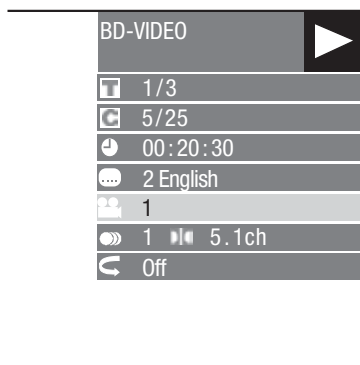 BD-VIDEO
T 1/3
C 5/25
00:20:30
2 English
1
1 5.1ch
Off